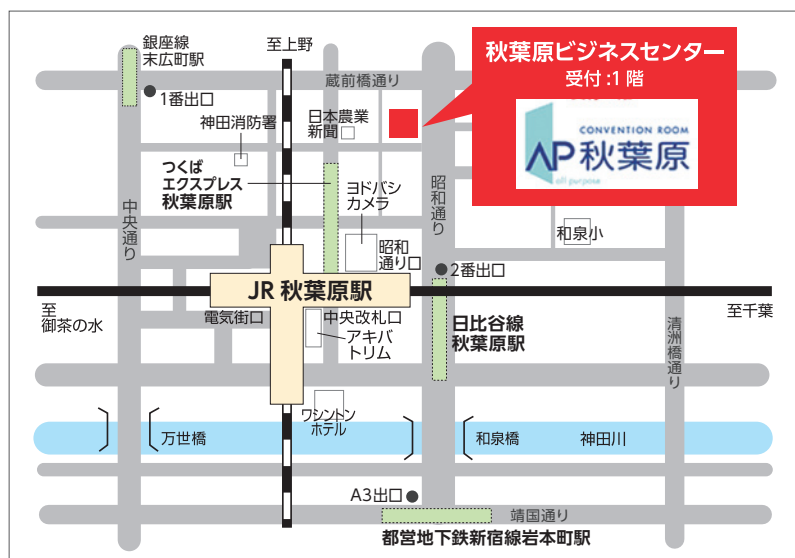 銀座線
末広町駅
至上野
蔵前橋通り
秋葉原ビジネスセンター
受付:1階
CONVENTION ROOM
AP秋葉原
all purpose
1番出口
神田消防署
日本農業
新聞
つくば
エクスプレス
秋葉原駅
ヨドバシ
カメラ
昭和通り
中央通り
昭和
通り口
和泉小
2番出口
JR 秋葉原駅
至
御茶の水
電気街口
中央改札口
アキバ
トリム
日比谷線
秋葉原駅
至千葉
清洲橋通り
ワシントン
ホテル
万世橋
和泉橋
神田川
A3出口
靖国通り
都営地下鉄新宿線岩本町駅